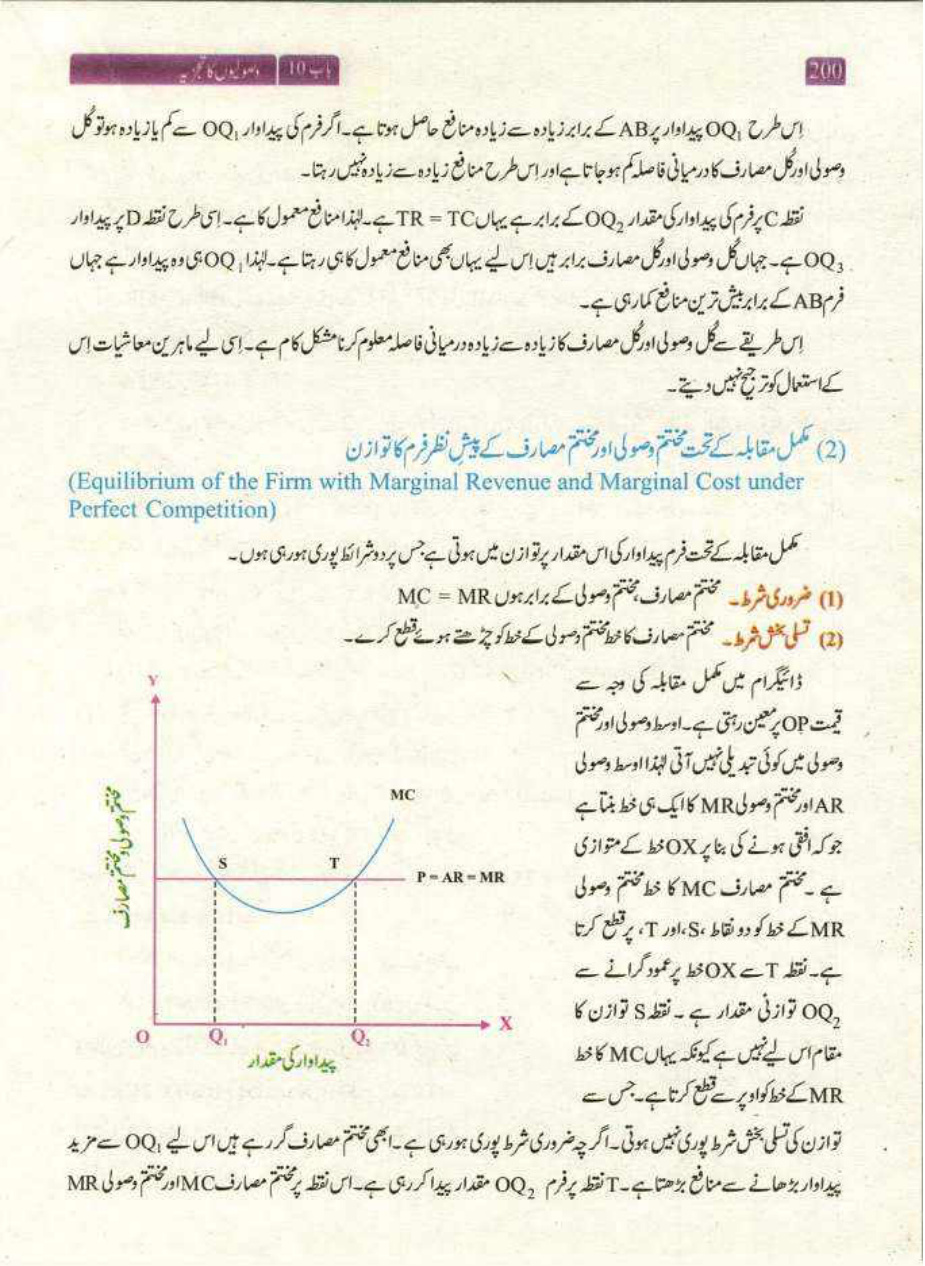 200
باب 10 وصولیوں کا تجزیہ
اِس طرح OQ₁ پیداوار پر AB کے برابر زیادہ سے زیادہ منافع حاصل ہوتا ہے۔ اگر فرم کی پیداوار OQ₁ سے کم یا زیادہ ہو تو کُل
وصولی اور کُل مصارف کا درمیانی فاصلہ کم ہو جاتا ہے اور اِس طرح منافع زیادہ سے زیادہ نہیں رہتا۔
نقطہ C پر فرم کی پیداوار کی مقدار OQ₂ کے برابر ہے یہاں TR = TC ہے۔ لہٰذا منافع معمول کا ہے۔ اِسی طرح نقطہ D پر پیداوار
OQ₃ ہے۔ جہاں کُل وصولی اور کُل مصارف برابر ہیں اِس لیے یہاں بھی منافع معمول کا ہی رہتا ہے۔ لہٰذا OQ₁ ہی وہ پیداوار ہے جہاں
فرم AB کے برابر بیش ترین منافع کما رہی ہے۔
اِس طریقے سے کُل وصولی اور کُل مصارف کا زیادہ سے زیادہ درمیانی فاصلہ معلوم کرنا مشکل کام ہے۔ اِسی لیے ماہرین معاشیات اِس
کے استعمال کو ترجیح نہیں دیتے۔
(2) مکمل مقابلہ کے تحت مختتم وصولی اور مختتم مصارف کے پیشِ نظر فرم کا توازن
(Equilibrium of the Firm with Marginal Revenue and Marginal Cost under
Perfect Competition)
مکمل مقابلہ کے تحت فرم پیداوار کی اس مقدار پر توازن میں ہوتی ہے جس پر دو شرائط پوری ہو رہی ہوں۔
(1) ضروری شرط۔ مختتم مصارف، مختتم وصولی کے برابر ہوں MC = MR
(2) تسلی بخش شرط۔ مختتم مصارف کا خط مختتم وصولی کے خط کو چڑھتے ہوئے قطع کرے۔
ڈائیگرام میں مکمل مقابلہ کی وجہ سے
قیمت OP پر معین رہتی ہے۔ اوسط وصولی اور مختتم
وصولی میں کوئی تبدیلی نہیں آتی لہٰذا اوسط وصولی
AR اور مختتم وصولی MR کا ایک ہی خط بنتا ہے
جو کہ افقی ہونے کی بنا پر OX خط کے متوازی
ہے۔ مختتم مصارف MC کا خط مختتم وصولی
MR کے خط کو دو نقاط ،S، اور T، پر قطع کرتا
ہے۔ نقطہ T سے OX خط پر عمود گرانے سے
OQ₂ توازنی مقدار ہے۔ نقطہ S توازن کا
مقام اس لیے نہیں ہے کیونکہ یہاں MC کا خط
MR کے خط کو اوپر سے قطع کرتا ہے۔ جس سے
Y
MC
S
T
P = AR = MR
X
O
Q₁
Q₂
مختتم وصولی و مختتم مصارف
پیداوار کی مقدار
توازن کی تسلی بخش شرط پوری نہیں ہوتی۔ اگرچہ ضروری شرط پوری ہو رہی ہے۔ ابھی مختتم مصارف گر رہے ہیں اس لیے OQ₁ سے مزید
پیداوار بڑھانے سے منافع بڑھتا ہے۔ T نقطہ پر فرم OQ₂ مقدار پیدا کر رہی ہے۔ اس نقطہ پر مختتم مصارف MC اور مختتم وصولی MR